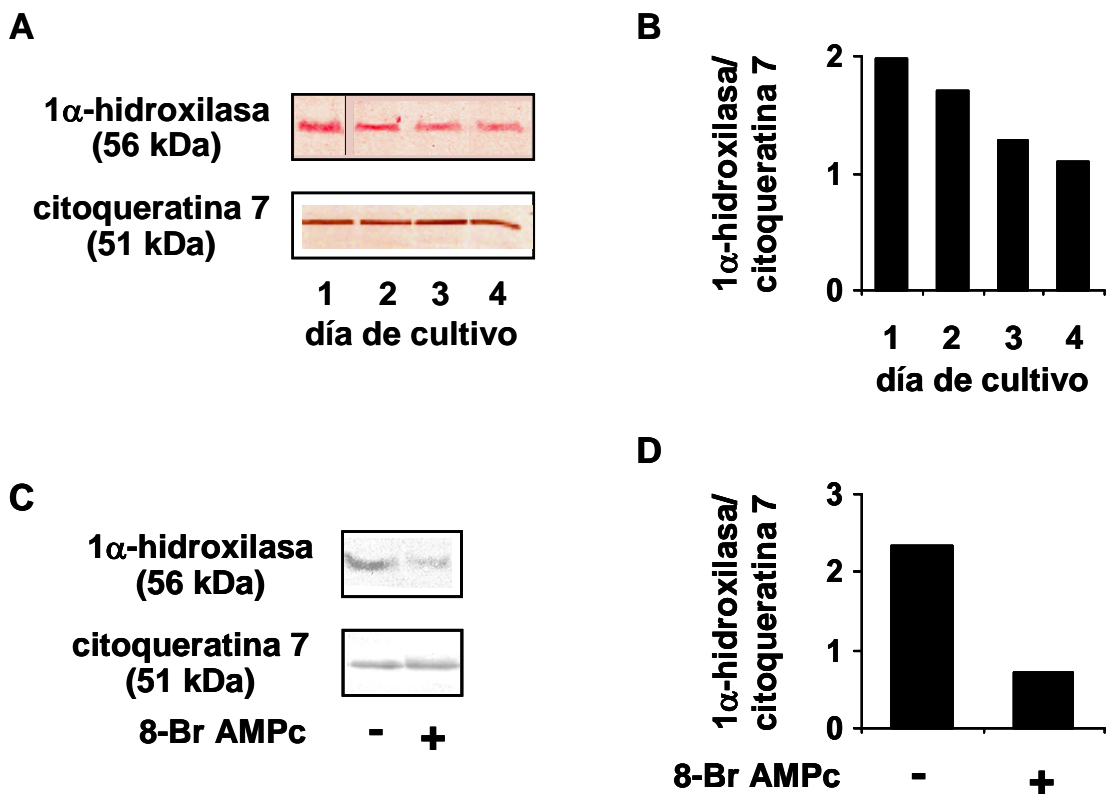 A
1α-hidroxilasa
(56 kDa)
citoqueratina 7
(51 kDa)
1 2 3 4
día de cultivo
B
1α-hidroxilasa/
citoqueratina 7
2
1
0
1 2 3 4
día de cultivo
C
1α-hidroxilasa
(56 kDa)
citoqueratina 7
(51 kDa)
8-Br AMPc - +
D
1α-hidroxilasa/
citoqueratina 7
3
2
1
0
8-Br AMPc - +